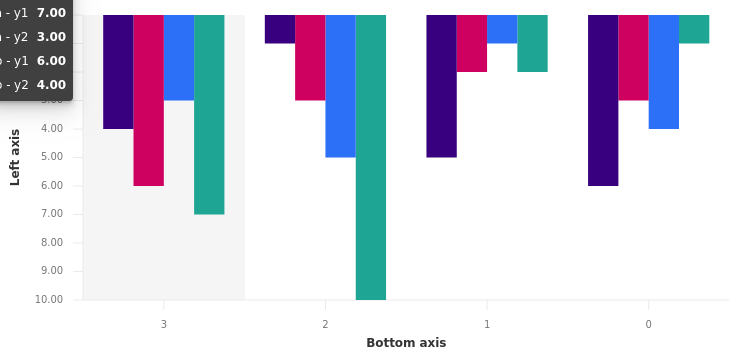 - y1 7.00
- y2 3.00
- y1 6.00
- y2 4.00
4.00
5.00
6.00
7.00
8.00
9.00
10.00
Left axis
3 2 1 0
Bottom axis